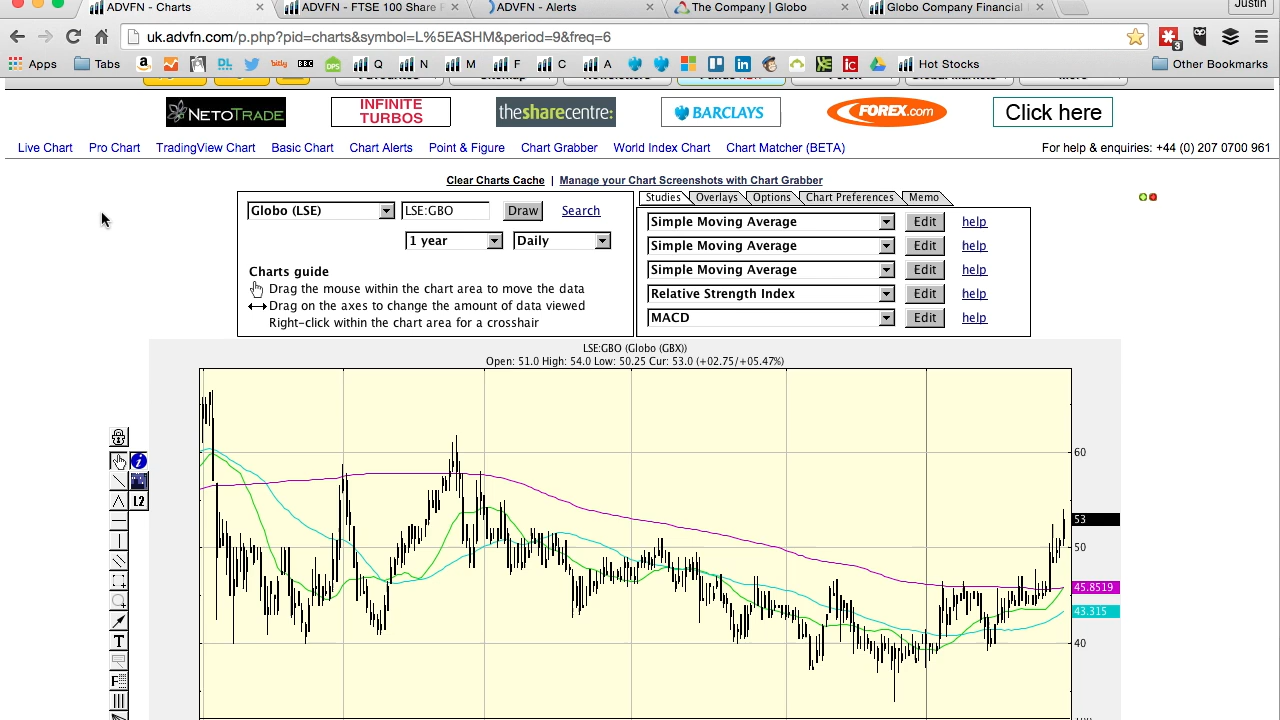 ADVFN - Charts
ADVFN - FTSE 100 Share
ADVFN - Alerts
The Company | Globo
Globo Company Financial
Justin
uk.advfn.com/p.php?pid=charts&symbol=L%5EASHM&period=9&freq=6
3
Apps Tabs DL bitly BBC DPS Q N M F C A in ic Hot Stocks Other Bookmarks
NETOTRADE
INFINITE
TURBOS
thesharecentre:
BARCLAYS
FOREX.com
Click here
Live Chart Pro Chart TradingView Chart Basic Chart Chart Alerts Point & Figure Chart Grabber World Index Chart Chart Matcher (BETA) For help & enquiries: +44 (0) 207 0700 961
Clear Charts Cache | Manage your Chart Screenshots with Chart Grabber
Globo (LSE) LSE:GBO Draw Search
1 year Daily
Charts guide
Drag the mouse within the chart area to move the data
Drag on the axes to change the amount of data viewed
Right-click within the chart area for a crosshair
Studies Overlays Options Chart Preferences Memo
Simple Moving Average Edit help
Simple Moving Average Edit help
Simple Moving Average Edit help
Relative Strength Index Edit help
MACD Edit help
LSE:GBO (Globo (GBX))
Open: 51.0 High: 54.0 Low: 50.25 Cur: 53.0 (+02.75/+05.47%)
60
53
50
45.8519
43.315
40
i
L2
T
F